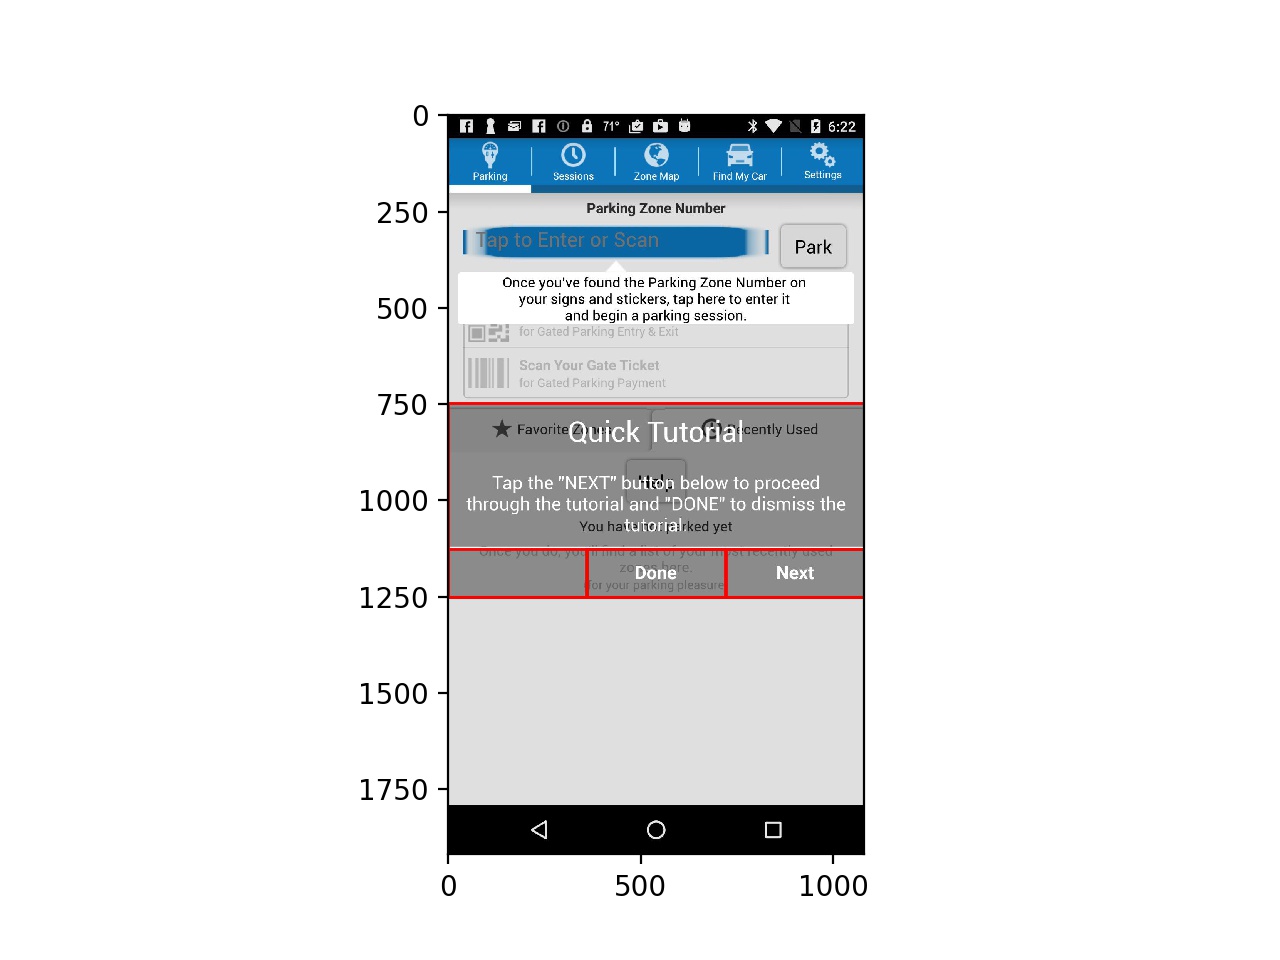 0
250
500
750
1000
1250
1500
1750
0
500
1000
71°
6:22
Parking
Sessions
Zone Map
Find My Car
Settings
Parking Zone Number
Tap to Enter or Scan
Park
Once you've found the Parking Zone Number on
your signs and stickers, tap here to enter it
and begin a parking session.
for Gated Parking Entry & Exit
Scan Your Gate Ticket
for Gated Parking Payment
Favorite Zones
Recently Used
Quick Tutorial
Help
Tap the "NEXT" button below to proceed
through the tutorial and "DONE" to dismiss the
tutorial.
You have not parked yet
Once you do, you'll find a list of your most recently used
zones here.
for your parking pleasure
Done
Next